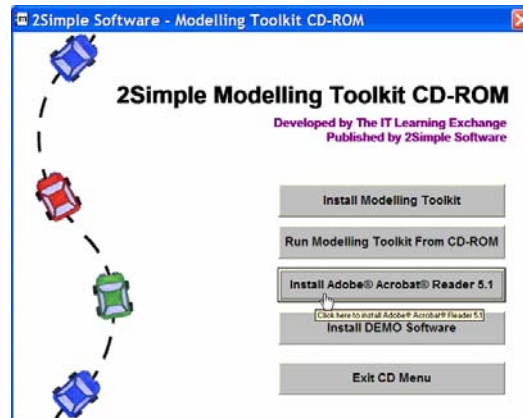 2Simple Software - Modelling Toolkit CD-ROM
2Simple Modelling Toolkit CD-ROM
Developed by The IT Learning Exchange
Published by 2Simple Software
Install Modelling Toolkit
Run Modelling Toolkit From CD-ROM
Install Adobe® Acrobat® Reader 5.1
Click here to install Adobe® Acrobat® Reader 5.1
Install DEMO Software
Exit CD Menu